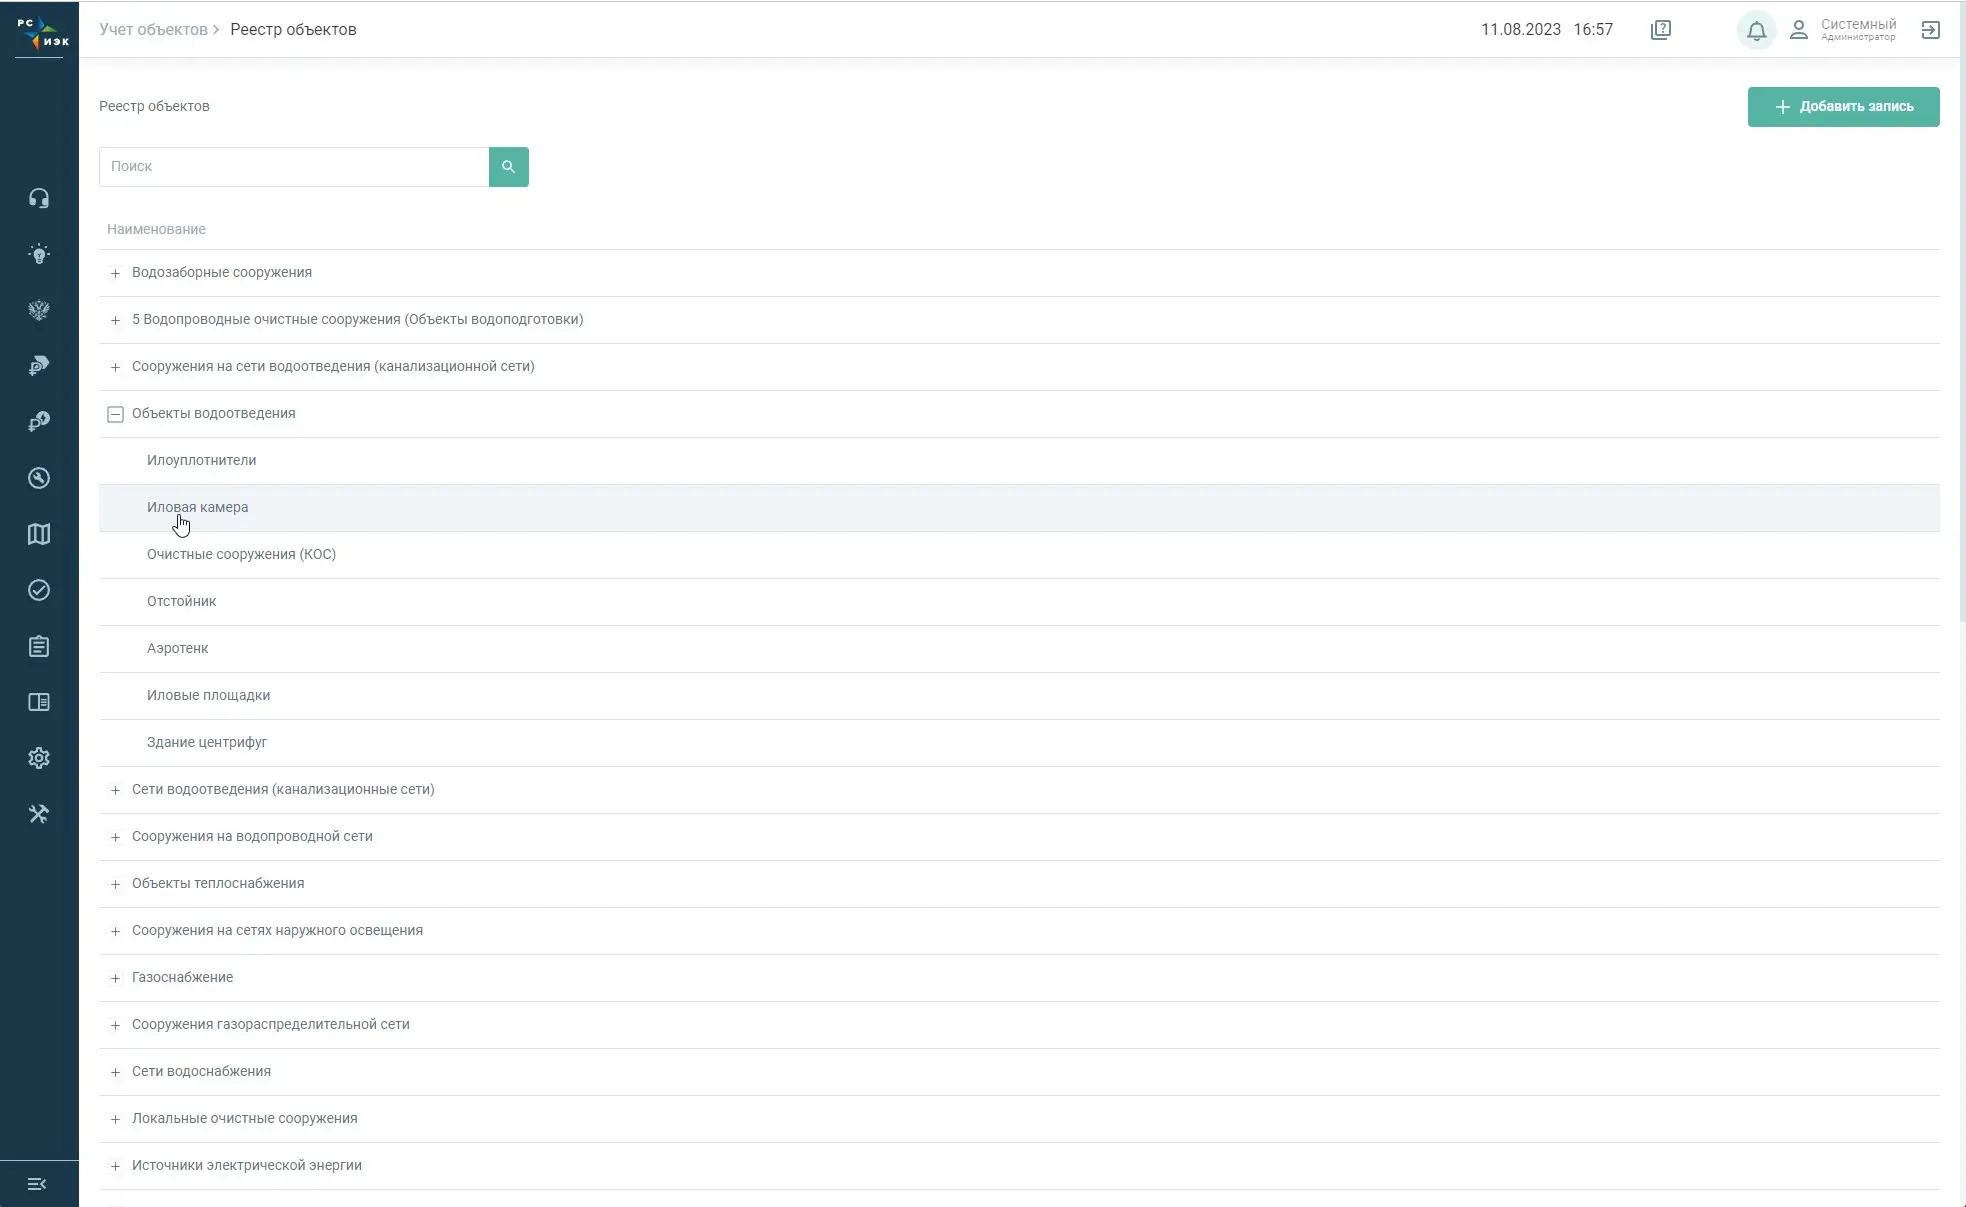 РС
ИЭК
Учет объектов > Реестр объектов
11.08.2023 16:57
Системный
Администратор
Реестр объектов
+ Добавить запись
Поиск
Наименование
+ Водозаборные сооружения
+ 5 Водопроводные очистные сооружения (Объекты водоподготовки)
+ Сооружения на сети водоотведения (канализационной сети)
Объекты водоотведения
Илоуплотнители
Иловая камера
Очистные сооружения (КОС)
Отстойник
Аэротенк
Иловые площадки
Здание центрифуг
+ Сети водоотведения (канализационные сети)
+ Сооружения на водопроводной сети
+ Объекты теплоснабжения
+ Сооружения на сетях наружного освещения
+ Газоснабжение
+ Сооружения газораспределительной сети
+ Сети водоснабжения
+ Локальные очистные сооружения
+ Источники электрической энергии